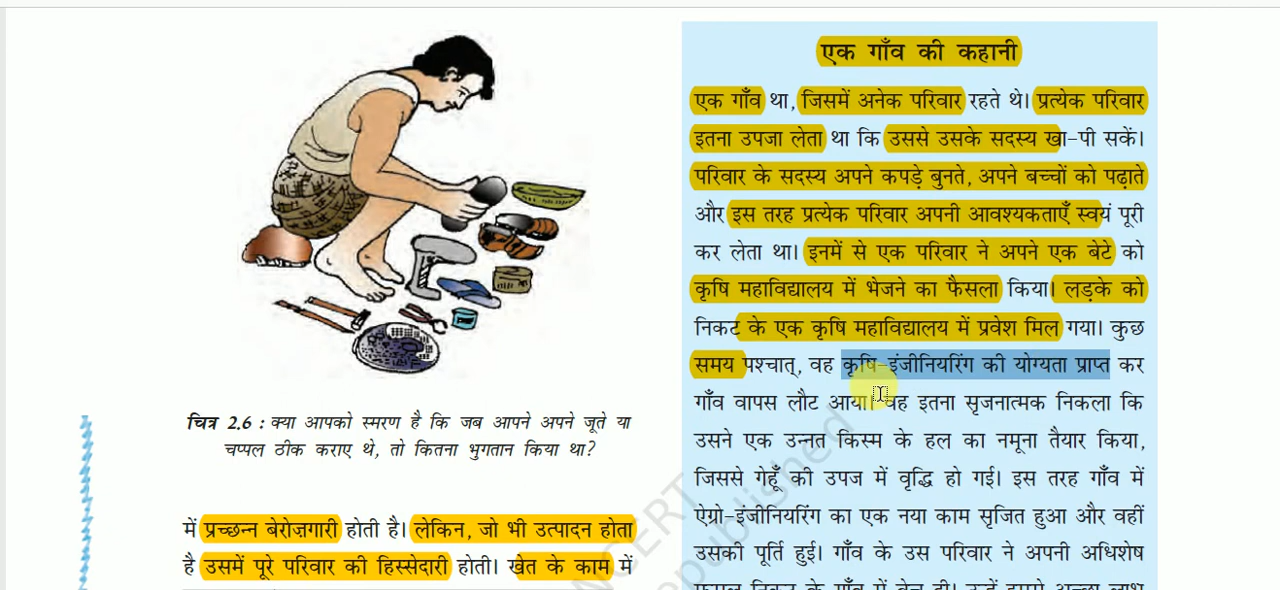 चित्र 2.6 : क्या आपको स्मरण है कि जब आपने अपने जूते या
चप्पल ठीक कराए थे, तो कितना भुगतान किया था?
में प्रच्छन्न बेरोज़गारी होती है। लेकिन, जो भी उत्पादन होता
है उसमें पूरे परिवार की हिस्सेदारी होती। खेत के काम में
एक गाँव की कहानी
एक गाँव था, जिसमें अनेक परिवार रहते थे। प्रत्येक परिवार
इतना उपजा लेता था कि उससे उसके सदस्य खा-पी सकें।
परिवार के सदस्य अपने कपड़े बुनते, अपने बच्चों को पढ़ाते
और इस तरह प्रत्येक परिवार अपनी आवश्यकताएँ स्वयं पूरी
कर लेता था। इनमें से एक परिवार ने अपने एक बेटे को
कृषि महाविद्यालय में भेजने का फैसला किया। लड़के को
निकट के एक कृषि महाविद्यालय में प्रवेश मिल गया। कुछ
समय पश्चात्, वह कृषि-इंजीनियरिंग की योग्यता प्राप्त कर
गाँव वापस लौट आया। वह इतना सृजनात्मक निकला कि
उसने एक उन्नत किस्म के हल का नमूना तैयार किया,
जिससे गेहूँ की उपज में वृद्धि हो गई। इस तरह गाँव में
ऐग्रो-इंजीनियरिंग का एक नया काम सृजित हुआ और वहीं
उसकी पूर्ति हुई। गाँव के उस परिवार ने अपनी अधिशेष
NCERT
republished